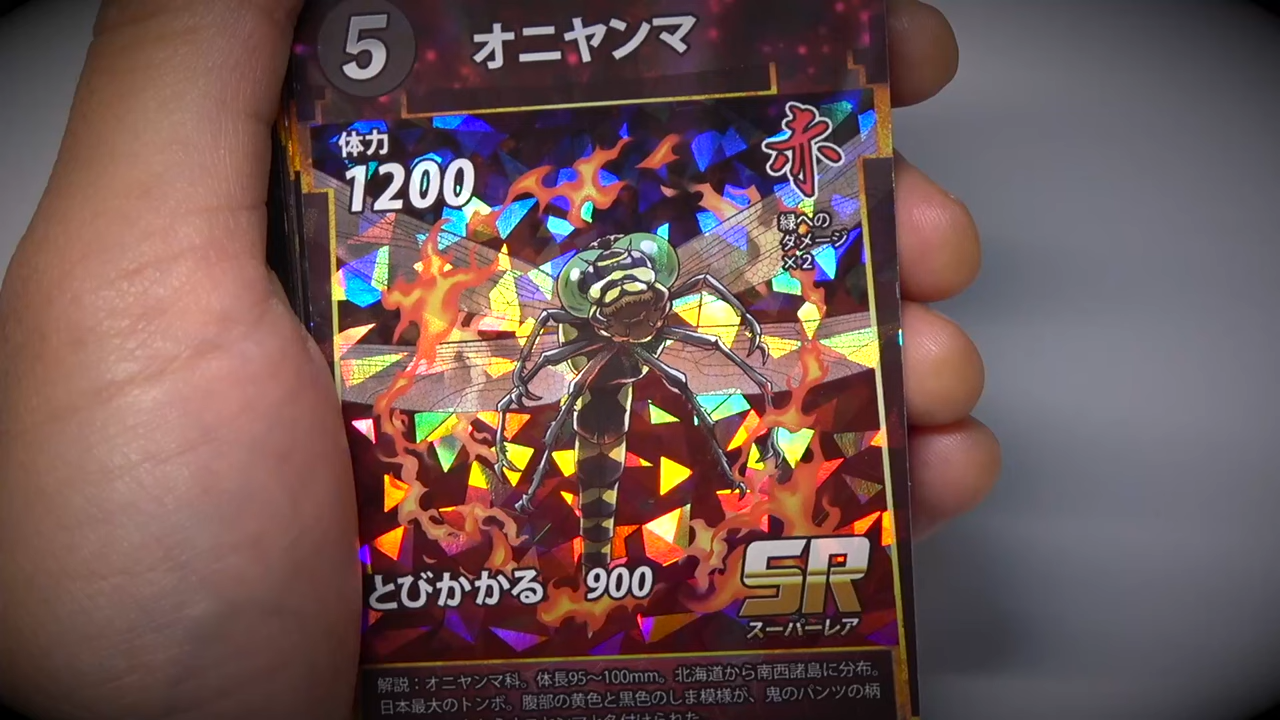 5
オニヤンマ
体力
1200
赤
緑への
ダメージ
×2
とびかかる 900
SR
スーパーレア
解説：オニヤンマ科。体長95～100mm。北海道から南西諸島に分布。
日本最大のトンボ。腹部の黄色と黒色のしま模様が、鬼のパンツの柄